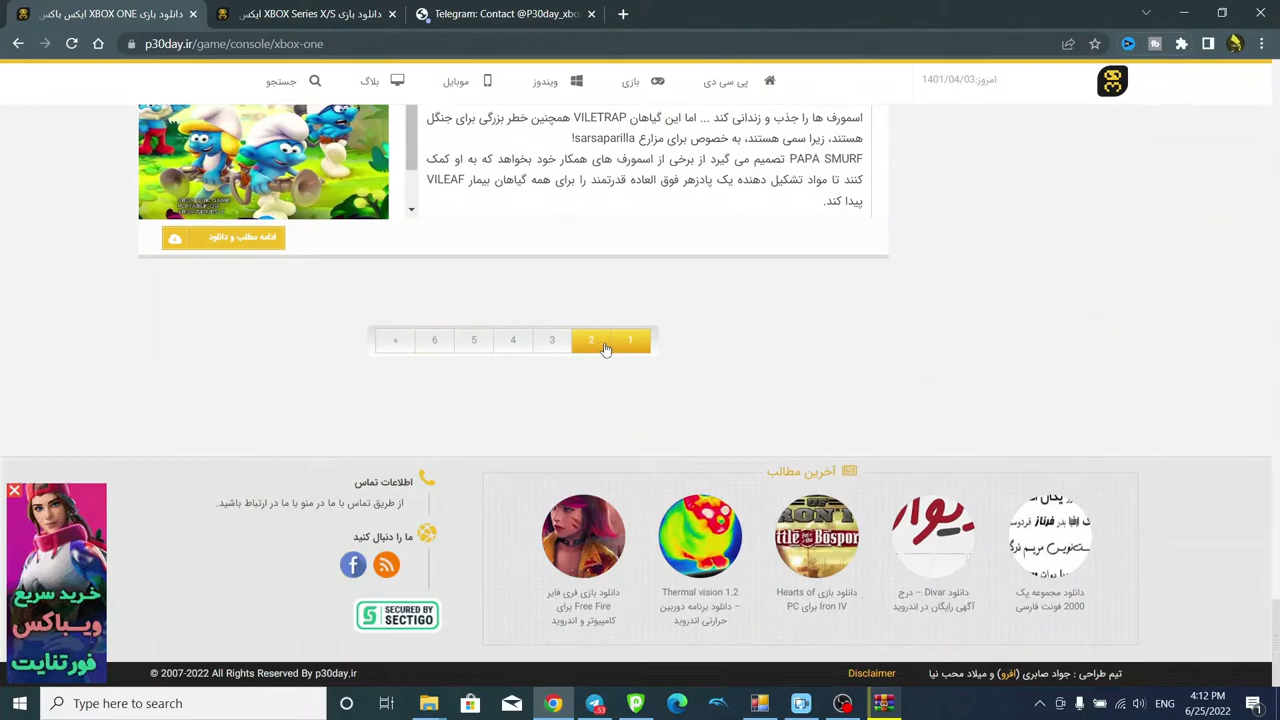 دانلود بازی XBOX ONE ایکس باکس
دانلود بازی XBOX Series X/S ایکس
Telegram: Contact @P30day_xbo
p30day.ir/game/console/xbox-one
امروز:1401/04/03
پی سی دی
بازی
ویندوز
موبایل
بلاگ
جستجو
اسمورف ها را جذب و زندانی کند ... اما این گیاهان VILETRAP همچنین خطر بزرگی برای جنگل
هستند، زیرا سمی هستند، به خصوص برای مزارع sarsaparilla!
PAPA SMURF تصمیم می گیرد از برخی از اسمورف های همکار خود بخواهد که به او کمک
کنند تا مواد تشکیل دهنده یک پادزهر فوق العاده قدرتمند را برای همه گیاهان بیمار VILEAF
پیدا کند.
ادامه مطلب و دانلود
1 2 3 4 5 6 »
آخرین مطالب
دانلود مجموعه پک
2000 فونت فارسی
دانلود Divar – درج
آگهی رایگان در اندروید
دانلود بازی Hearts of
Iron IV برای PC
Thermal vision 1.2
– دانلود برنامه دوربین
حرارتی اندروید
دانلود بازی فری فایر
Free Fire برای
کامپیوتر و اندروید
اطلاعات تماس
از طریق تماس با ما در منو با ما در ارتباط باشید.
ما را دنبال کنید
SECURED BY
SECTIGO
خرید سریع
ویباکس
فورتنایت
© 2007-2022 All Rights Reserved By p30day.ir
Disclaimer
تیم طراحی : جواد صابری (افرو) و میلاد محب نیا
Type here to search
53
4:12 PM
6/25/2022
1